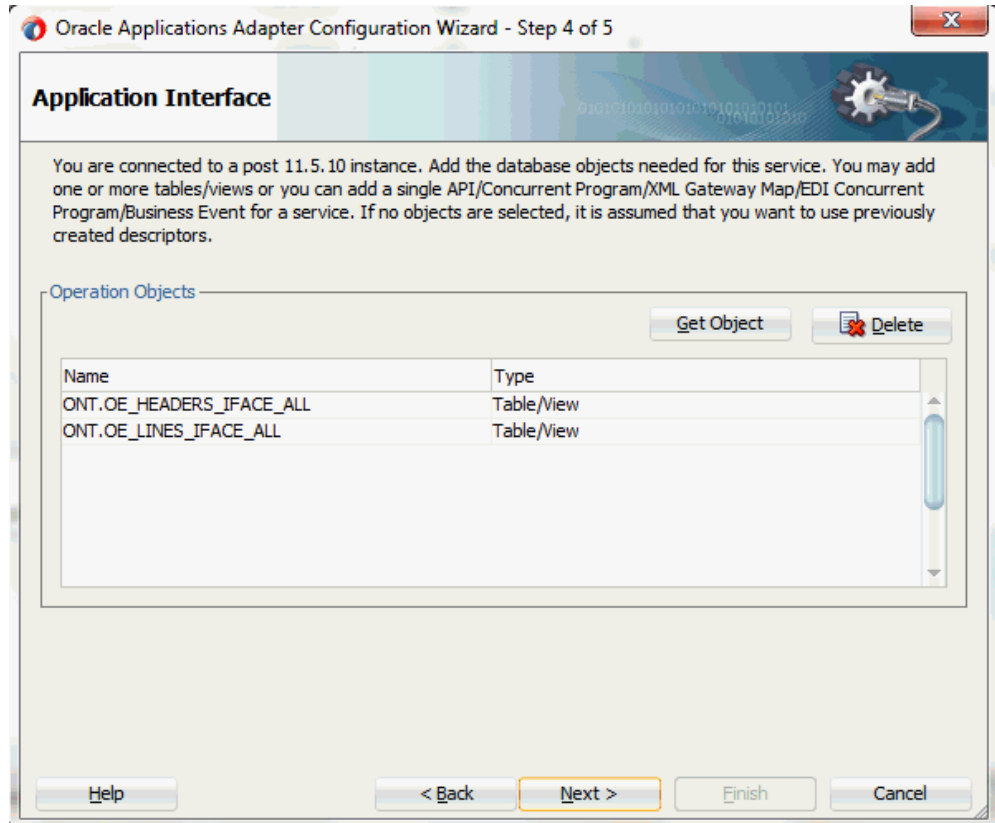 Oracle Applications Adapter Configuration Wizard - Step 4 of 5
Application Interface
You are connected to a post 11.5.10 instance. Add the database objects needed for this service. You may add
one or more tables/views or you can add a single API/Concurrent Program/XML Gateway Map/EDI Concurrent
Program/Business Event for a service. If no objects are selected, it is assumed that you want to use previously
created descriptors.
Operation Objects
Get Object Delete
Name Type
ONT.OE_HEADERS_IFACE_ALL Table/View
ONT.OE_LINES_IFACE_ALL Table/View
Help < Back Next > Finish Cancel